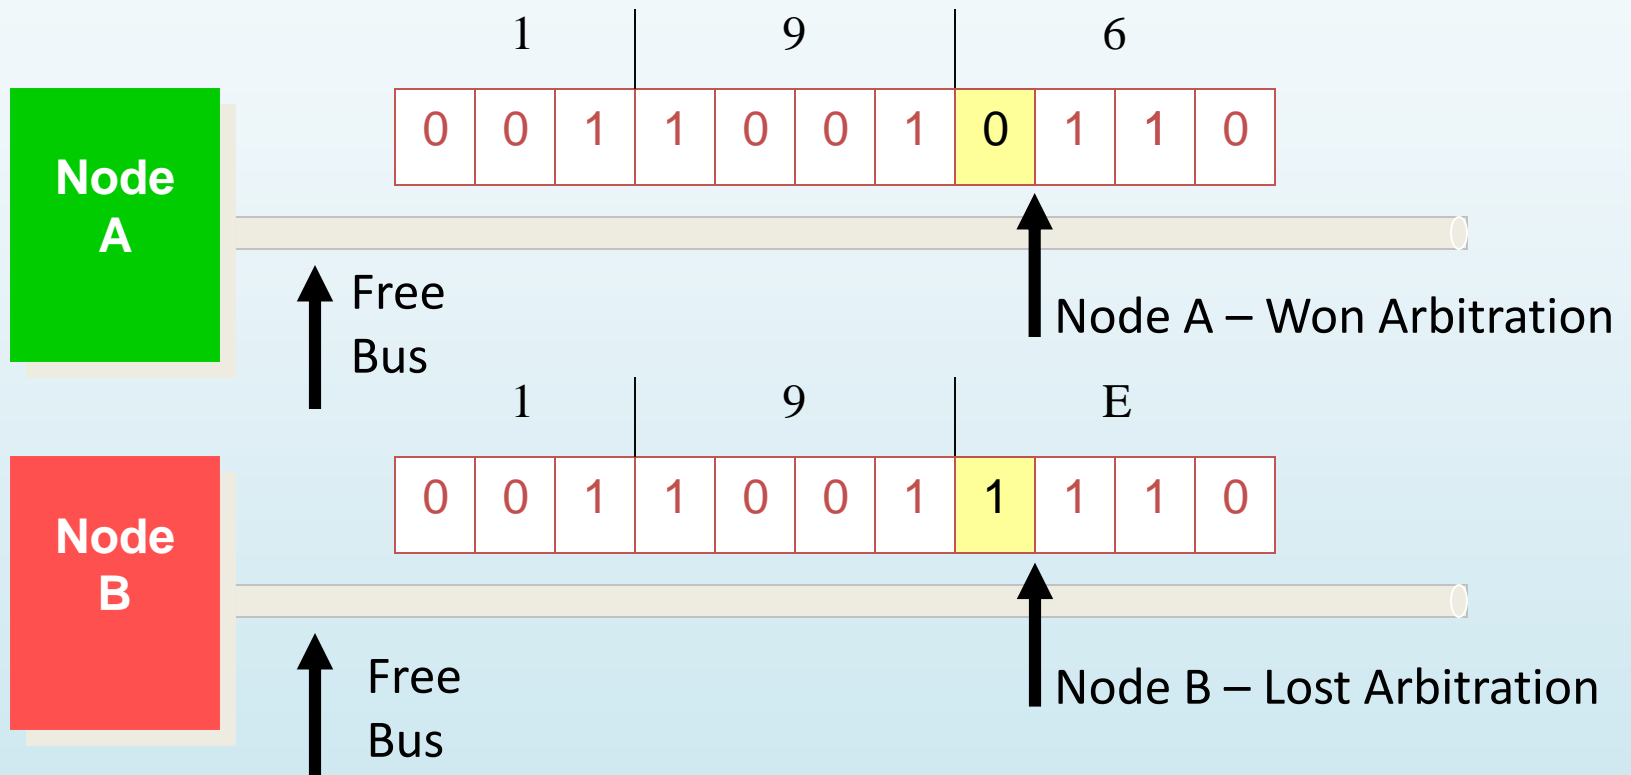 1 9 6
Node
A
0 0 1 1 0 0 1 0 1 1 0
Free
Bus
Node A – Won Arbitration
1 9 E
Node
B
0 0 1 1 0 0 1 1 1 1 0
Free
Bus
Node B – Lost Arbitration